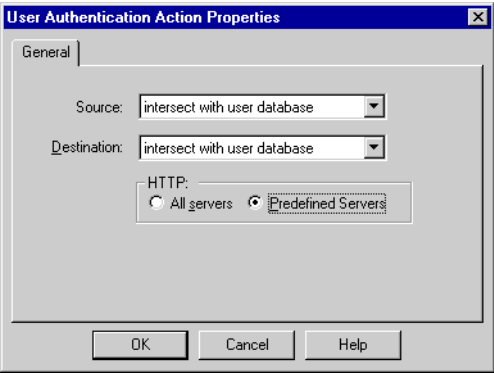 User Authentication Action Properties
General
Source: intersect with user database
Destination: intersect with user database
HTTP:
All servers Predefined Servers
OK Cancel Help